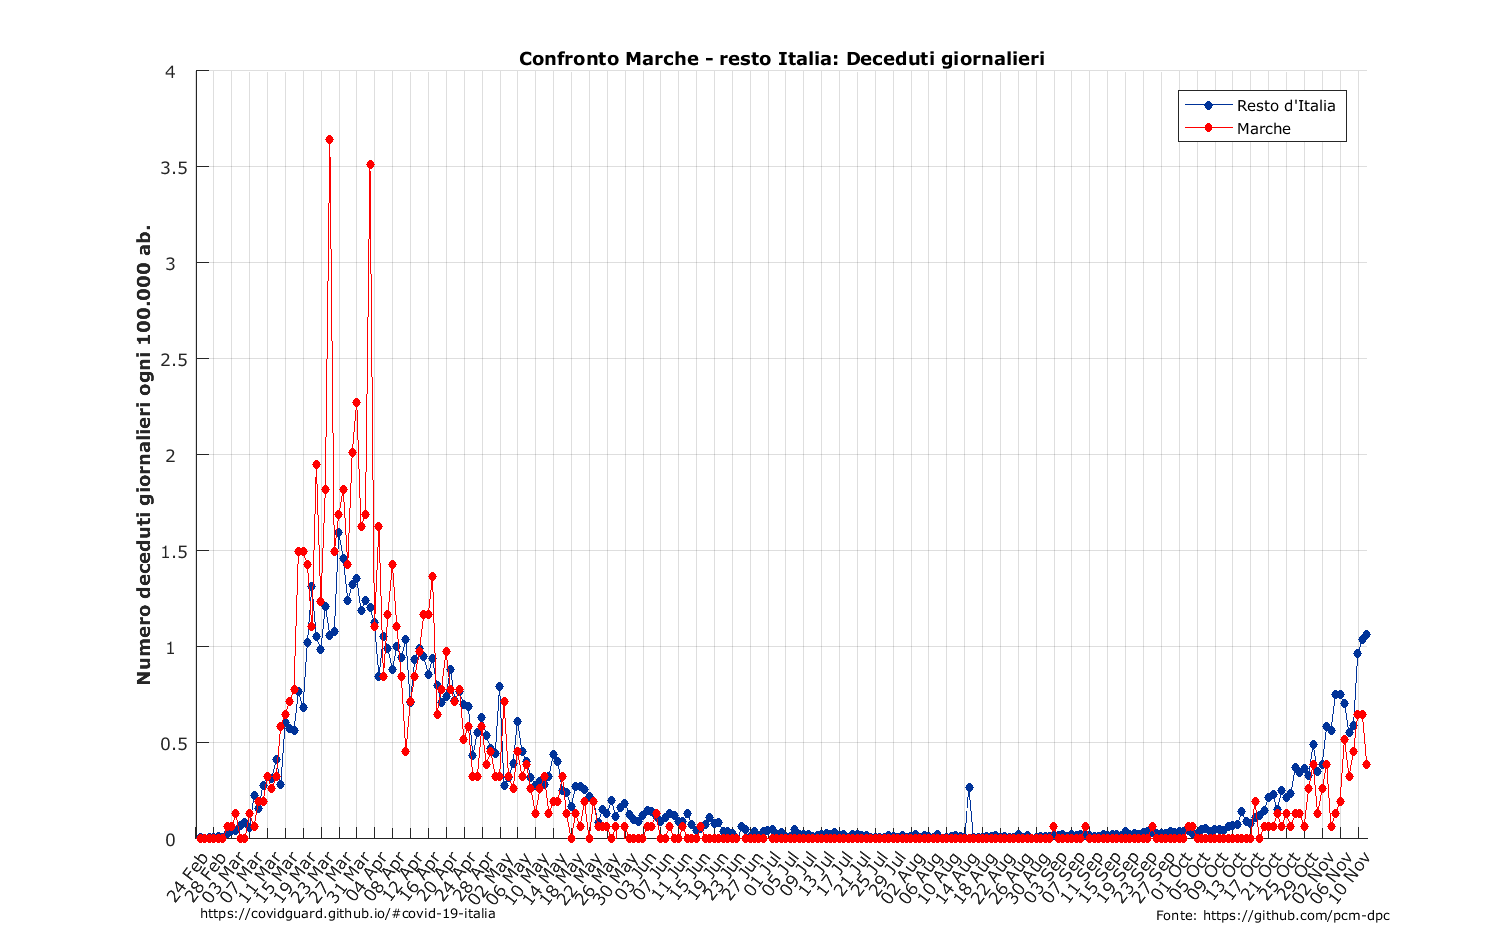 Confronto Marche - resto Italia: Deceduti giornalieri
Resto d'Italia
Marche
Numero deceduti giornalieri ogni 100.000 ab.
4
3.5
3
2.5
2
1.5
1
0.5
0
24 Feb
28 Feb
03 Mar
07 Mar
11 Mar
15 Mar
19 Mar
23 Mar
27 Mar
31 Mar
04 Apr
08 Apr
12 Apr
16 Apr
20 Apr
24 Apr
28 Apr
02 May
06 May
10 May
14 May
18 May
22 May
26 May
30 May
03 Jun
07 Jun
11 Jun
15 Jun
19 Jun
23 Jun
27 Jun
01 Jul
05 Jul
09 Jul
13 Jul
17 Jul
21 Jul
25 Jul
29 Jul
02 Aug
06 Aug
10 Aug
14 Aug
18 Aug
22 Aug
26 Aug
30 Aug
03 Sep
07 Sep
11 Sep
15 Sep
19 Sep
23 Sep
27 Sep
01 Oct
05 Oct
09 Oct
13 Oct
17 Oct
21 Oct
25 Oct
29 Oct
02 Nov
06 Nov
10 Nov
https://covidguard.github.io/#covid-19-italia
Fonte: https://github.com/pcm-dpc